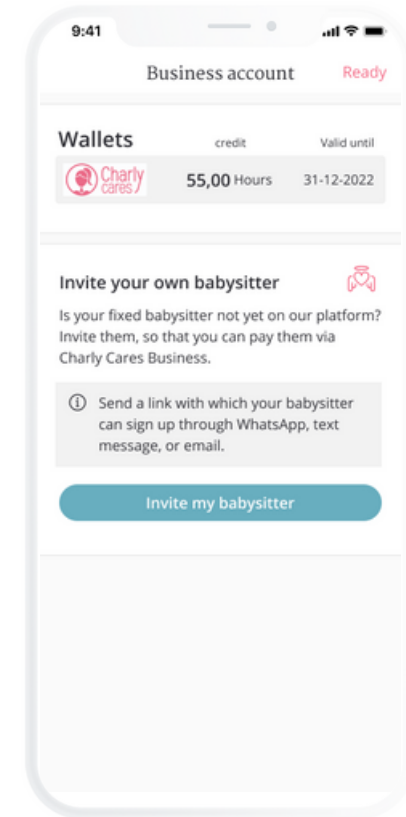 9:41
Business account Ready
Wallets credit Valid until
Charly cares 55,00 Hours 31-12-2022
Invite your own babysitter
Is your fixed babysitter not yet on our platform?
Invite them, so that you can pay them via
Charly Cares Business.
Send a link with which your babysitter
can sign up through WhatsApp, text
message, or email.
Invite my babysitter